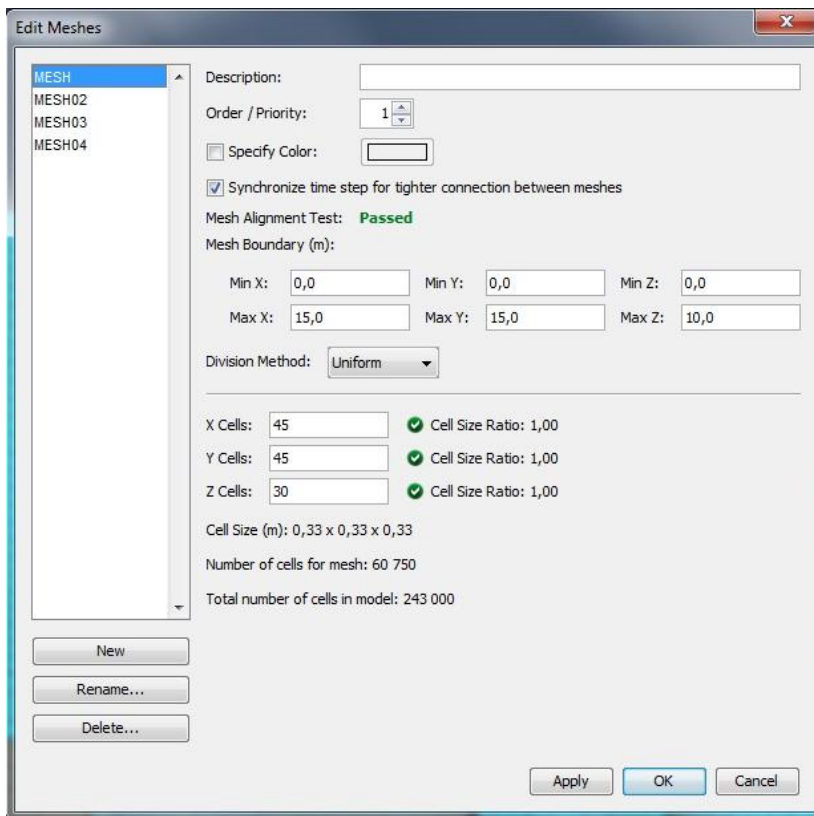 Edit Meshes
MESH
MESH02
MESH03
MESH04
Description:
Order / Priority: 1
Specify Color:
Synchronize time step for tighter connection between meshes
Mesh Alignment Test: Passed
Mesh Boundary (m):
Min X: 0,0 Min Y: 0,0 Min Z: 0,0
Max X: 15,0 Max Y: 15,0 Max Z: 10,0
Division Method: Uniform
X Cells: 45 Cell Size Ratio: 1,00
Y Cells: 45 Cell Size Ratio: 1,00
Z Cells: 30 Cell Size Ratio: 1,00
Cell Size (m): 0,33 x 0,33 x 0,33
Number of cells for mesh: 60 750
Total number of cells in model: 243 000
New
Rename...
Delete...
Apply OK Cancel